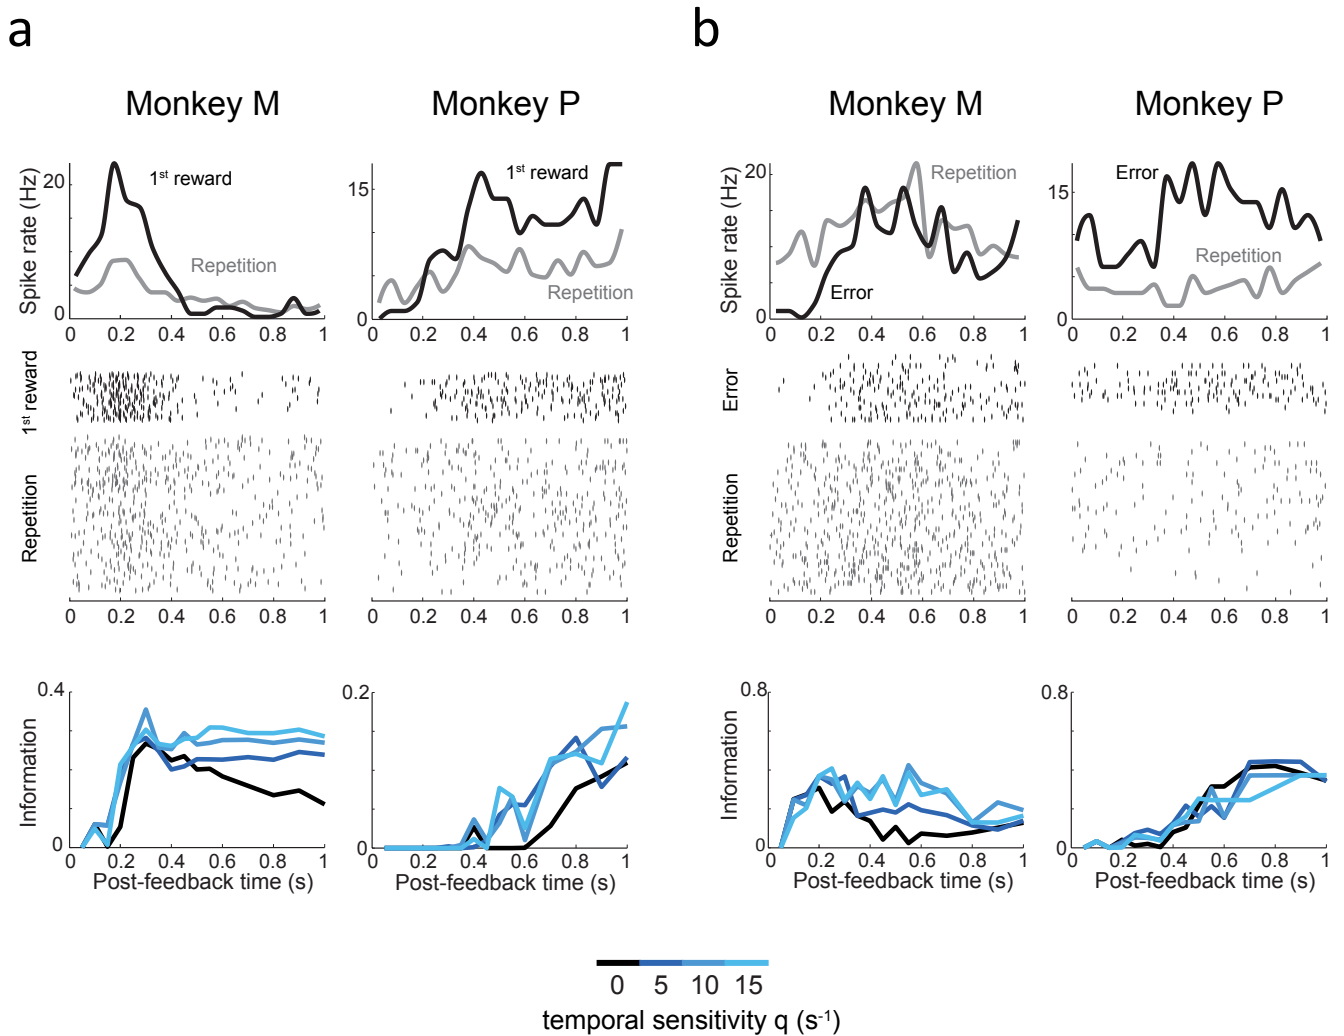 a
b
Monkey M
Monkey P
Monkey M
Monkey P
Spike rate (Hz)
20
10
0
1st reward
Repetition
0 0.2 0.4 0.6 0.8 1
15
0
1st reward
Repetition
0 0.2 0.4 0.6 0.8 1
Spike rate (Hz)
20
10
0
Repetition
Error
0 0.2 0.4 0.6 0.8 1
15
0
Error
Repetition
0 0.2 0.4 0.6 0.8 1
1st reward
Repetition
0 0.2 0.4 0.6 0.8 1
0 0.2 0.4 0.6 0.8 1
Error
Repetition
0 0.2 0.4 0.6 0.8 1
0 0.2 0.4 0.6 0.8 1
Information
0.4
0
0 0.2 0.4 0.6 0.8 1
Post-feedback time (s)
0.2
0
0 0.2 0.4 0.6 0.8 1
Post-feedback time (s)
Information
0.8
0
0 0.2 0.4 0.6 0.8 1
Post-feedback time (s)
0.8
0
0 0.2 0.4 0.6 0.8 1
Post-feedback time (s)
0 5 10 15
temporal sensitivity q (s-1)